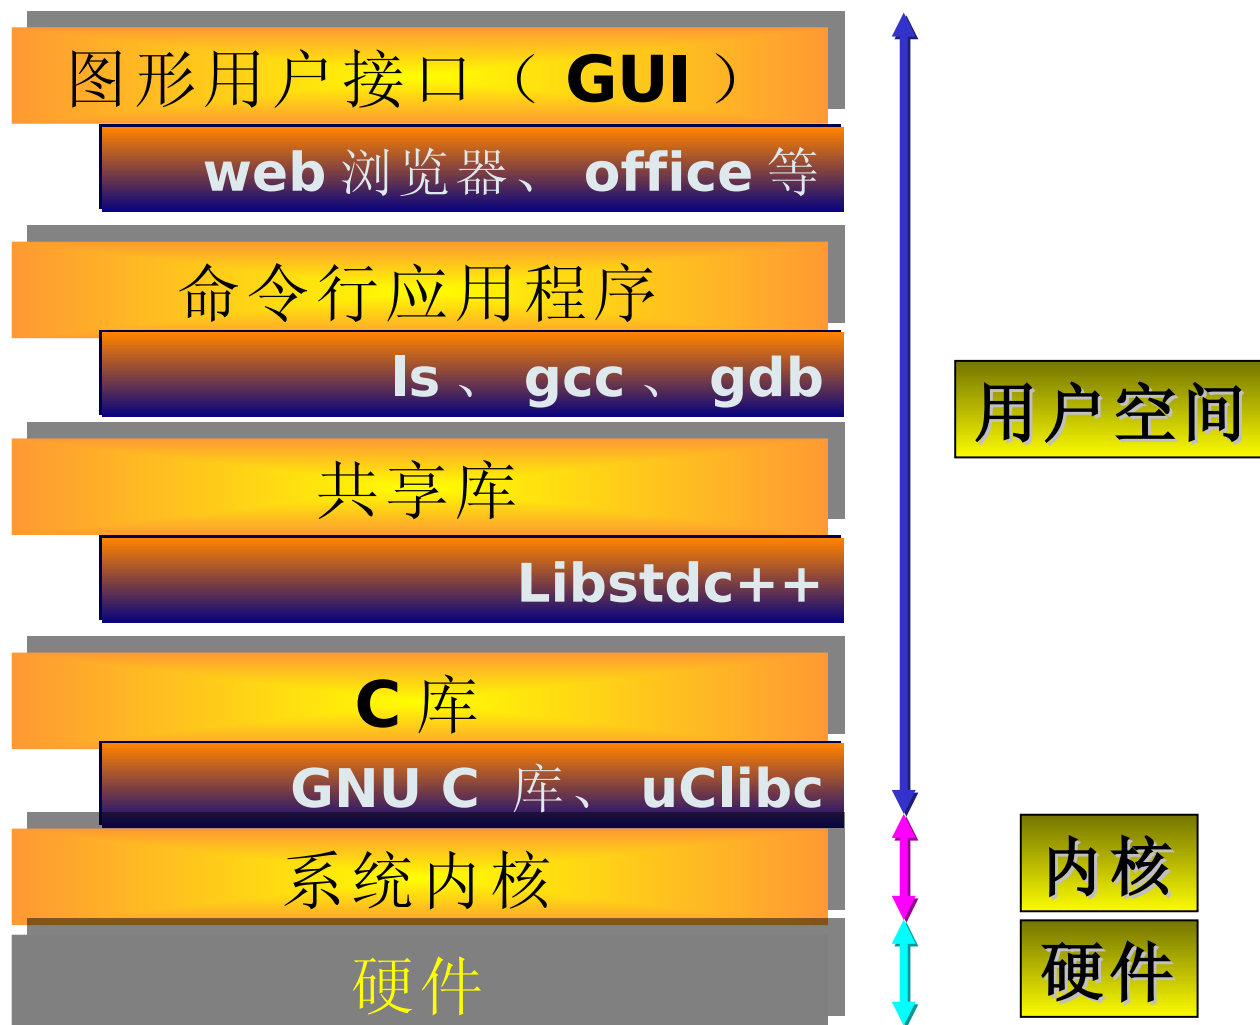 图形用户接口（ GUI ）
web 浏览器、 office 等
命令行应用程序
ls 、 gcc 、 gdb
用户空间
共享库
Libstdc++
C 库
GNU C 库、 uClibc
系统内核
内核
硬件
硬件